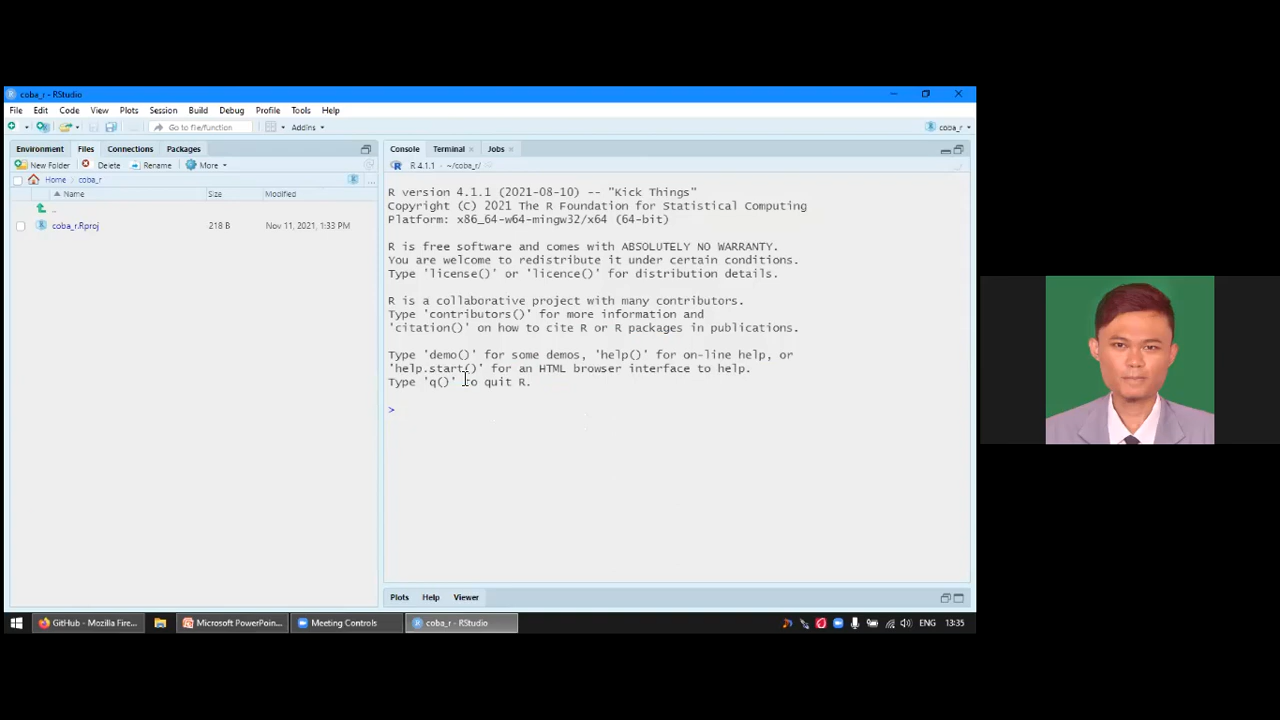 coba_r - RStudio
File Edit Code View Plots Session Build Debug Profile Tools Help
Go to file/function Addins coba_r
Environment Files Connections Packages
New Folder Delete Rename More
Home coba_r
Name Size Modified
..
coba_r.Rproj 218 B Nov 11, 2021, 1:33 PM
Console Terminal Jobs
R 4.1.1 · ~/coba_r/
R version 4.1.1 (2021-08-10) -- "Kick Things"
Copyright (C) 2021 The R Foundation for Statistical Computing
Platform: x86_64-w64-mingw32/x64 (64-bit)
R is free software and comes with ABSOLUTELY NO WARRANTY.
You are welcome to redistribute it under certain conditions.
Type 'license()' or 'licence()' for distribution details.
R is a collaborative project with many contributors.
Type 'contributors()' for more information and
'citation()' on how to cite R or R packages in publications.
Type 'demo()' for some demos, 'help()' for on-line help, or
'help.start()' for an HTML browser interface to help.
Type 'q()' to quit R.
>
Plots Help Viewer
GitHub - Mozilla Fire... Microsoft PowerPoin... Meeting Controls coba_r - RStudio ENG 13:35